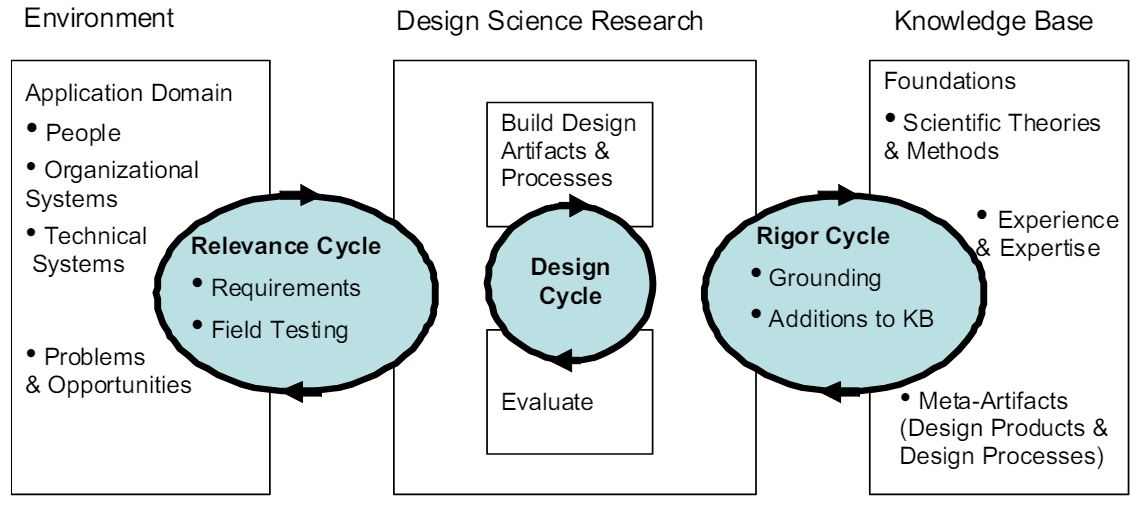 Environment
Design Science Research
Knowledge Base
Application Domain
• People
• Organizational
Systems
• Technical
Systems
• Problems
& Opportunities
Relevance Cycle
• Requirements
• Field Testing
Build Design
Artifacts &
Processes
Design
Cycle
Evaluate
Rigor Cycle
• Grounding
• Additions to KB
Foundations
• Scientific Theories
& Methods
• Experience
& Expertise
• Meta-Artifacts
(Design Products &
Design Processes)